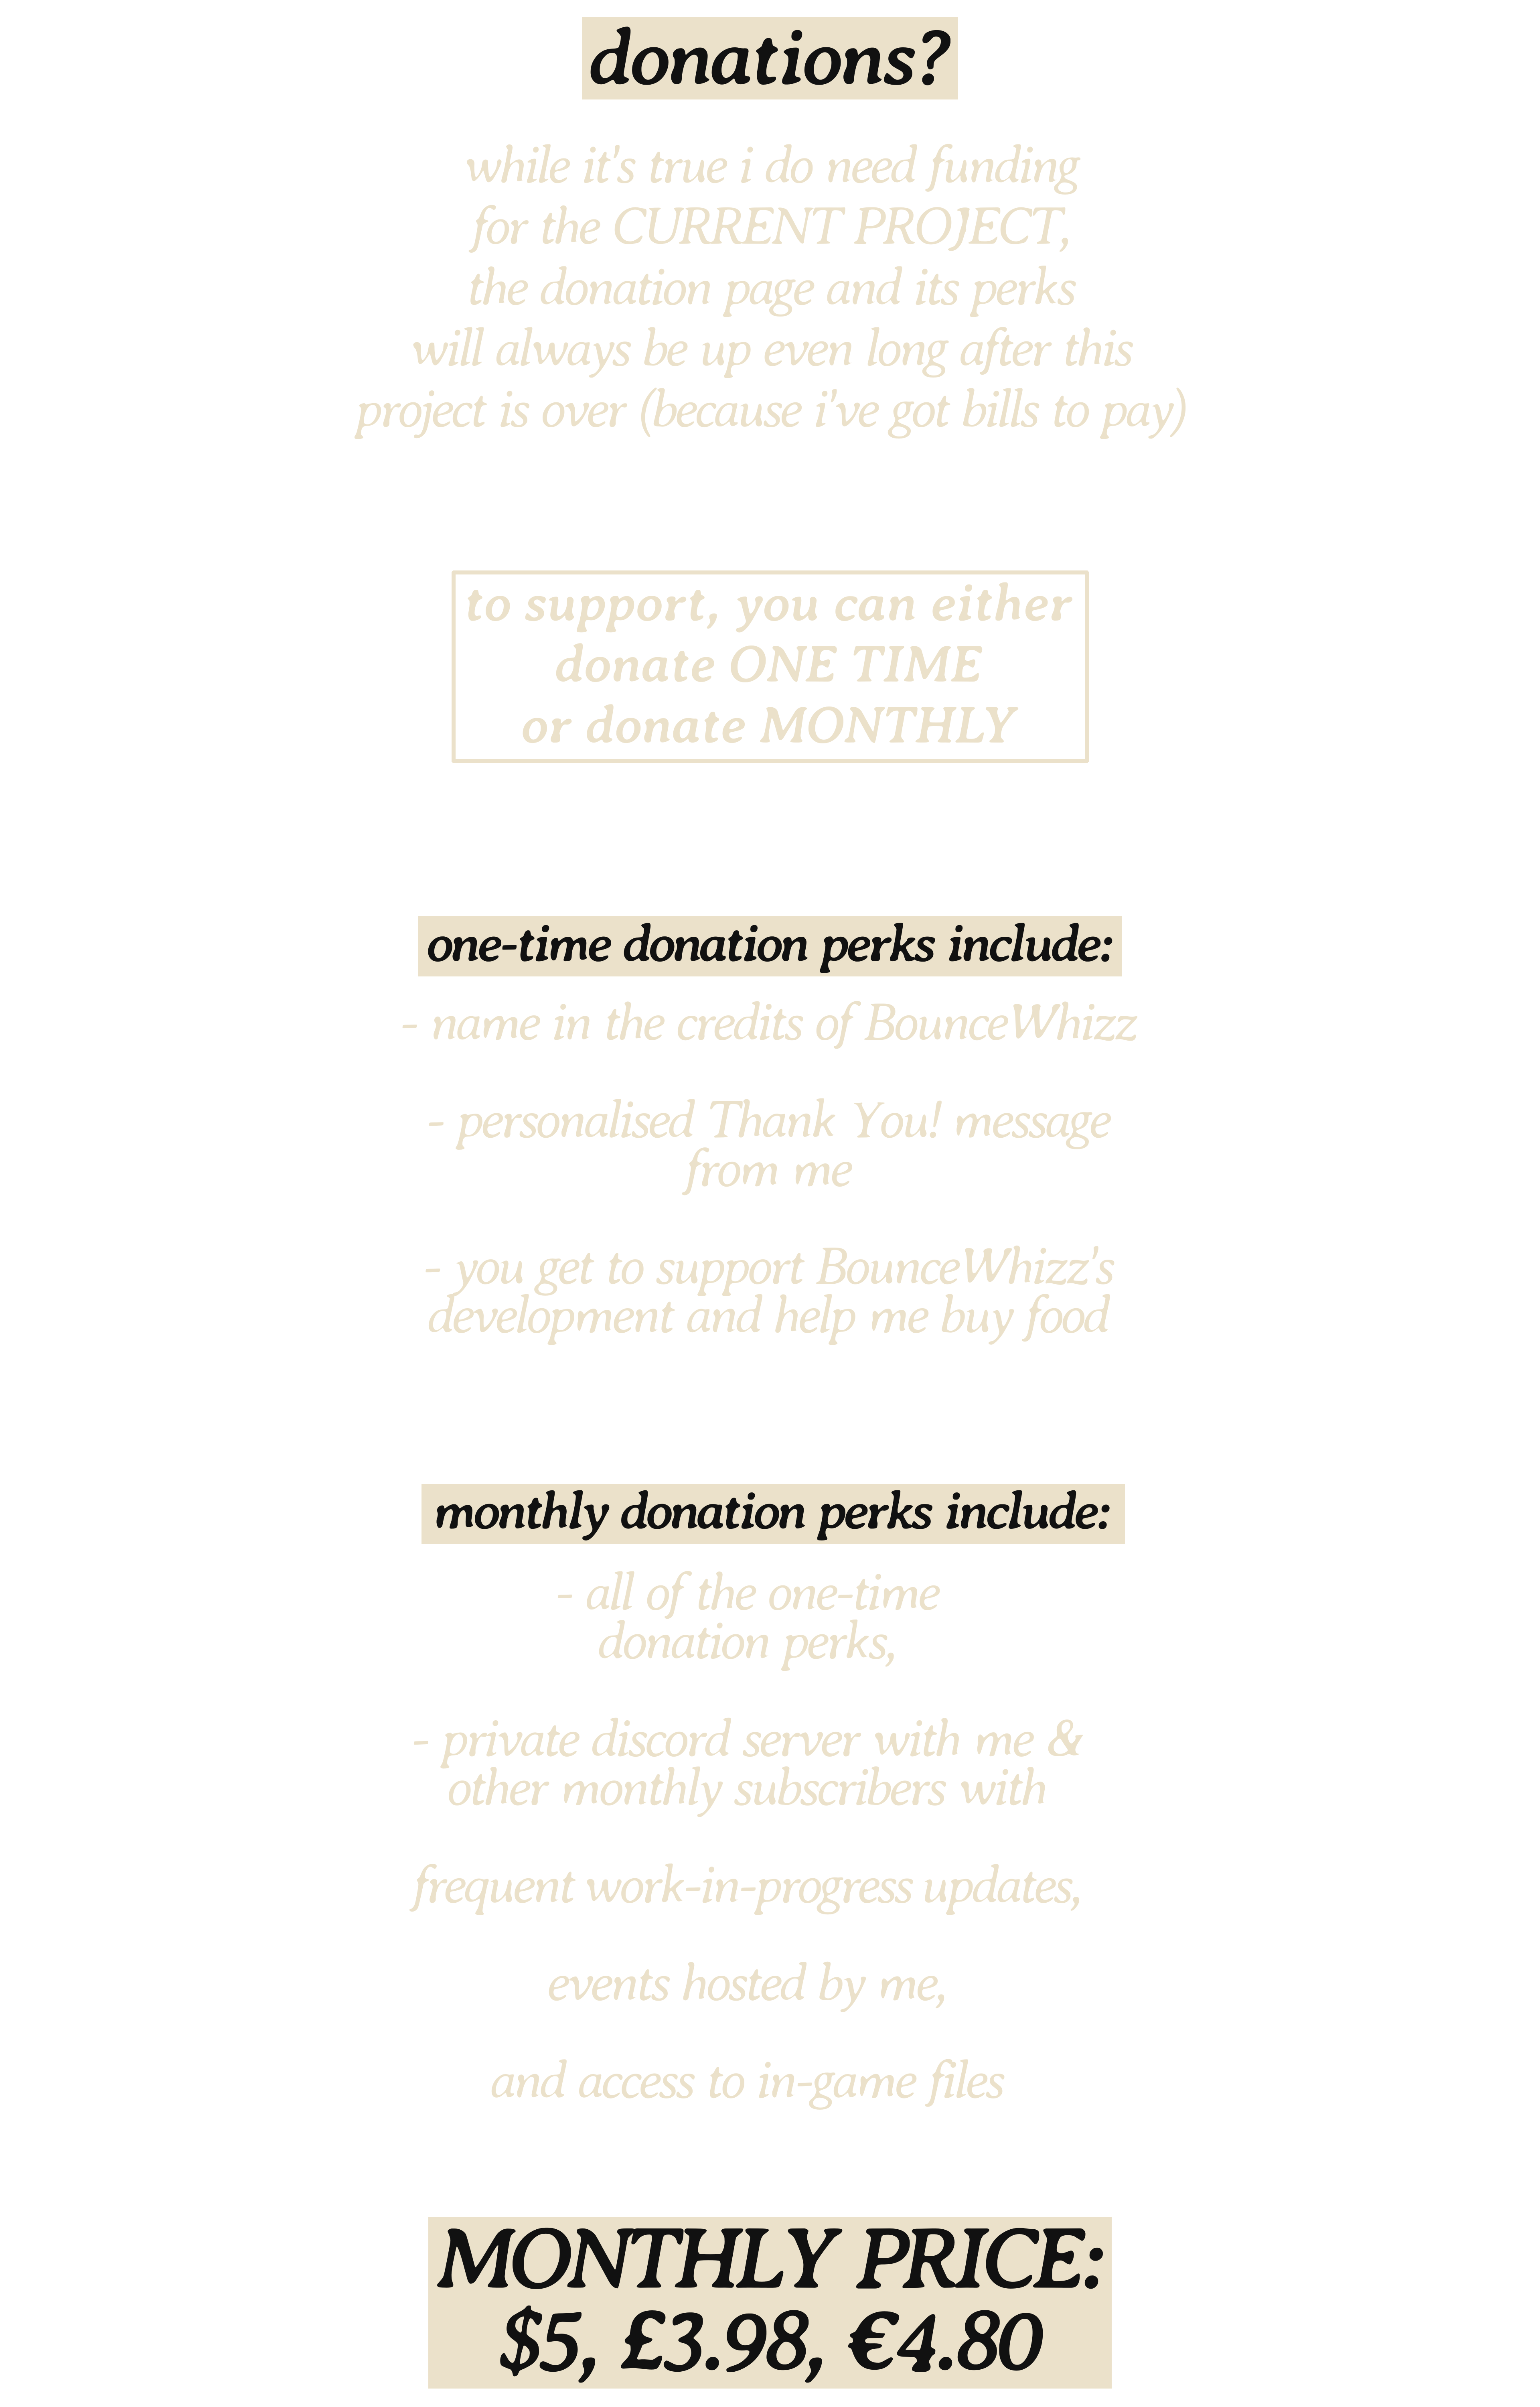 donations?
while it's true i do need funding
for the CURRENT PROJECT,
the donation page and its perks
will always be up even long after this
project is over (because i've got bills to pay)
to support, you can either
donate ONE TIME
or donate MONTHLY
one-time donation perks include:
- name in the credits of BounceWhizz
- personalised Thank You! message
from me
- you get to support BounceWhizz's
development and help me buy food
monthly donation perks include:
- all of the one-time
donation perks,
- private discord server with me &
other monthly subscribers with
frequent work-in-progress updates,
events hosted by me,
and access to in-game files
MONTHLY PRICE:
$5, £3.98, €4.80